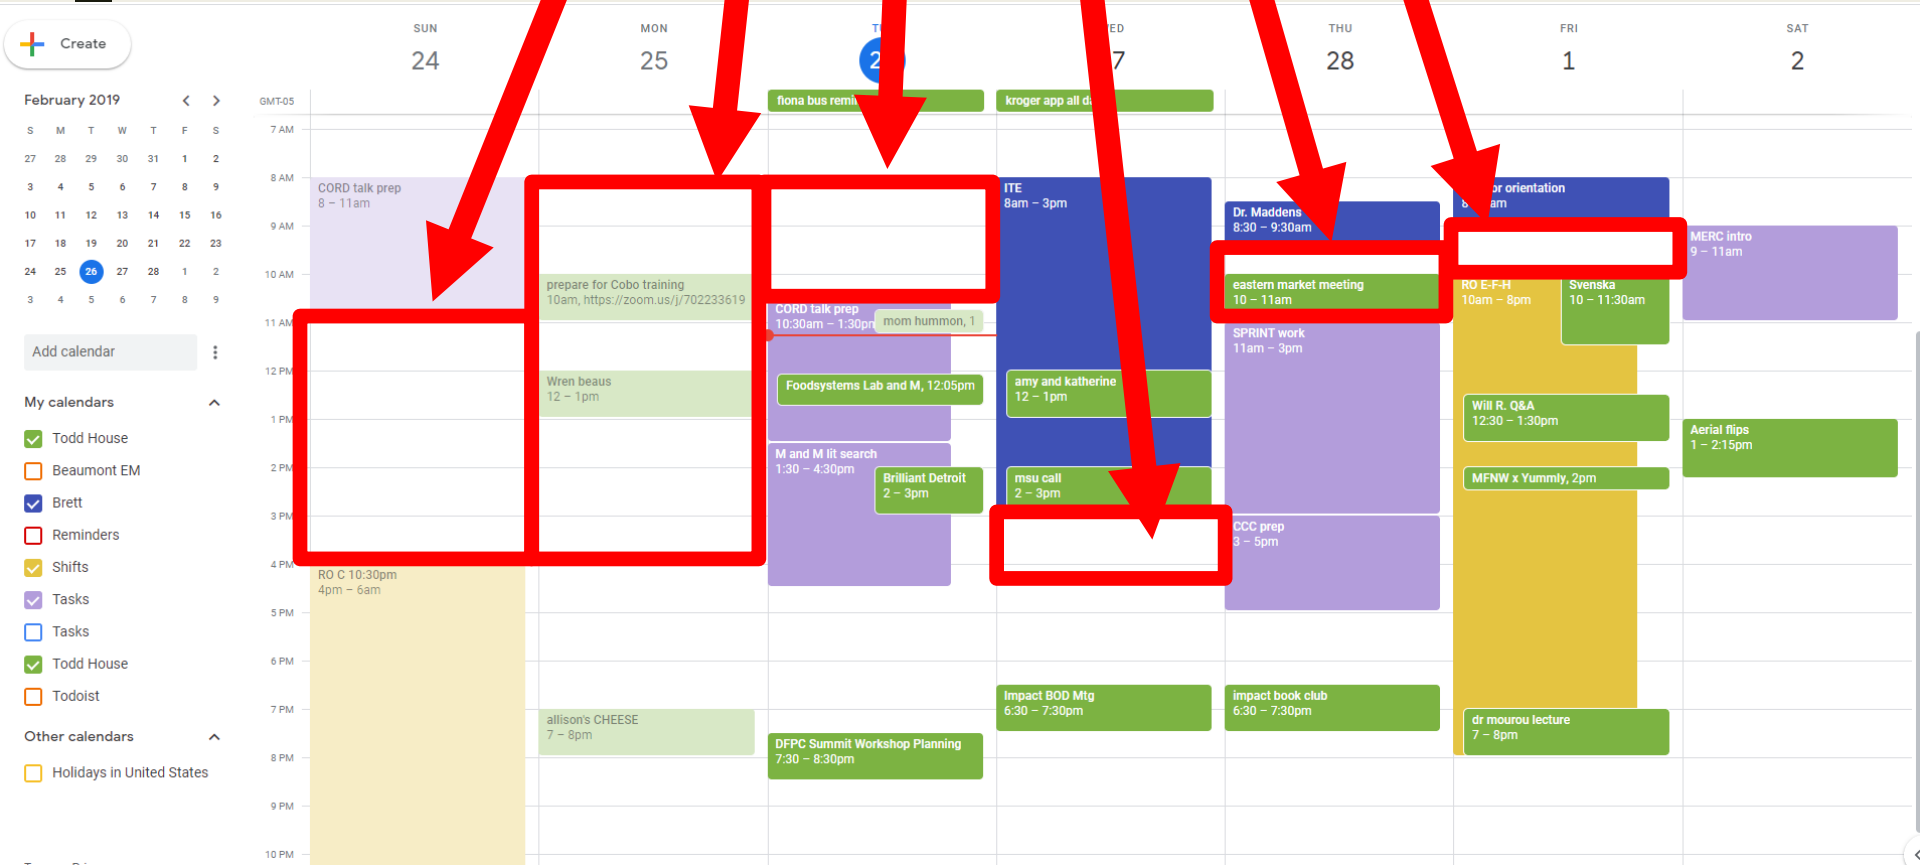 Create
SUN
MON
THU
FRI
SAT
24
25
28
1
2
February 2019
S M T W T F S
27 28 29 30 31 1 2
3 4 5 6 7 8 9
10 11 12 13 14 15 16
17 18 19 20 21 22 23
24 25 26 27 28 1 2
3 4 5 6 7 8 9
Add calendar
My calendars
Todd House
Beaumont EM
Brett
Reminders
Shifts
Tasks
Tasks
Todd House
Todoist
Other calendars
Holidays in United States
GMT-05
7 AM
8 AM
9 AM
10 AM
11 AM
12 PM
1 PM
2 PM
3 PM
4 PM
5 PM
6 PM
7 PM
8 PM
9 PM
10 PM
CORD talk prep
8 – 11am
RO C 10:30pm
4pm – 6am
prepare for Cobo training
10am, https://zoom.us/j/702233619
Wren beaus
12 – 1pm
allison's CHEESE
7 – 8pm
fiona bus
CORD talk prep
10:30am – 1:30pm
mom hummon, 1
Foodsystems Lab and M, 12:05pm
M and M lit search
1:30 – 4:30pm
Brilliant Detroit
2 – 3pm
DFPC Summit Workshop Planning
7:30 – 8:30pm
kroger app all
ITE
8am – 3pm
amy and katherine
12 – 1pm
msu call
2 – 3pm
Impact BOD Mtg
6:30 – 7:30pm
Dr. Maddens
8:30 – 9:30am
eastern market meeting
10 – 11am
SPRINT work
11am – 3pm
CCC prep
3 – 5pm
impact book club
6:30 – 7:30pm
orientation
RO E-F-H
10am – 8pm
Svenska
10 – 11:30am
Will R. Q&A
12:30 – 1:30pm
MFNW x Yummly, 2pm
dr mourou lecture
7 – 8pm
MERC intro
9 – 11am
Aerial flips
1 – 2:15pm